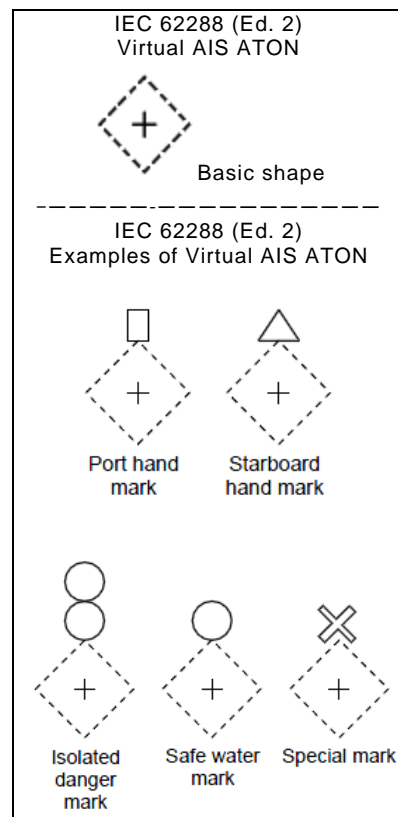 IEC 62288 (Ed. 2)
Virtual AIS ATON
Basic shape
IEC 62288 (Ed. 2)
Examples of Virtual AIS ATON
Port hand
mark
Starboard
hand mark
Isolated
danger
mark
Safe water
mark
Special mark